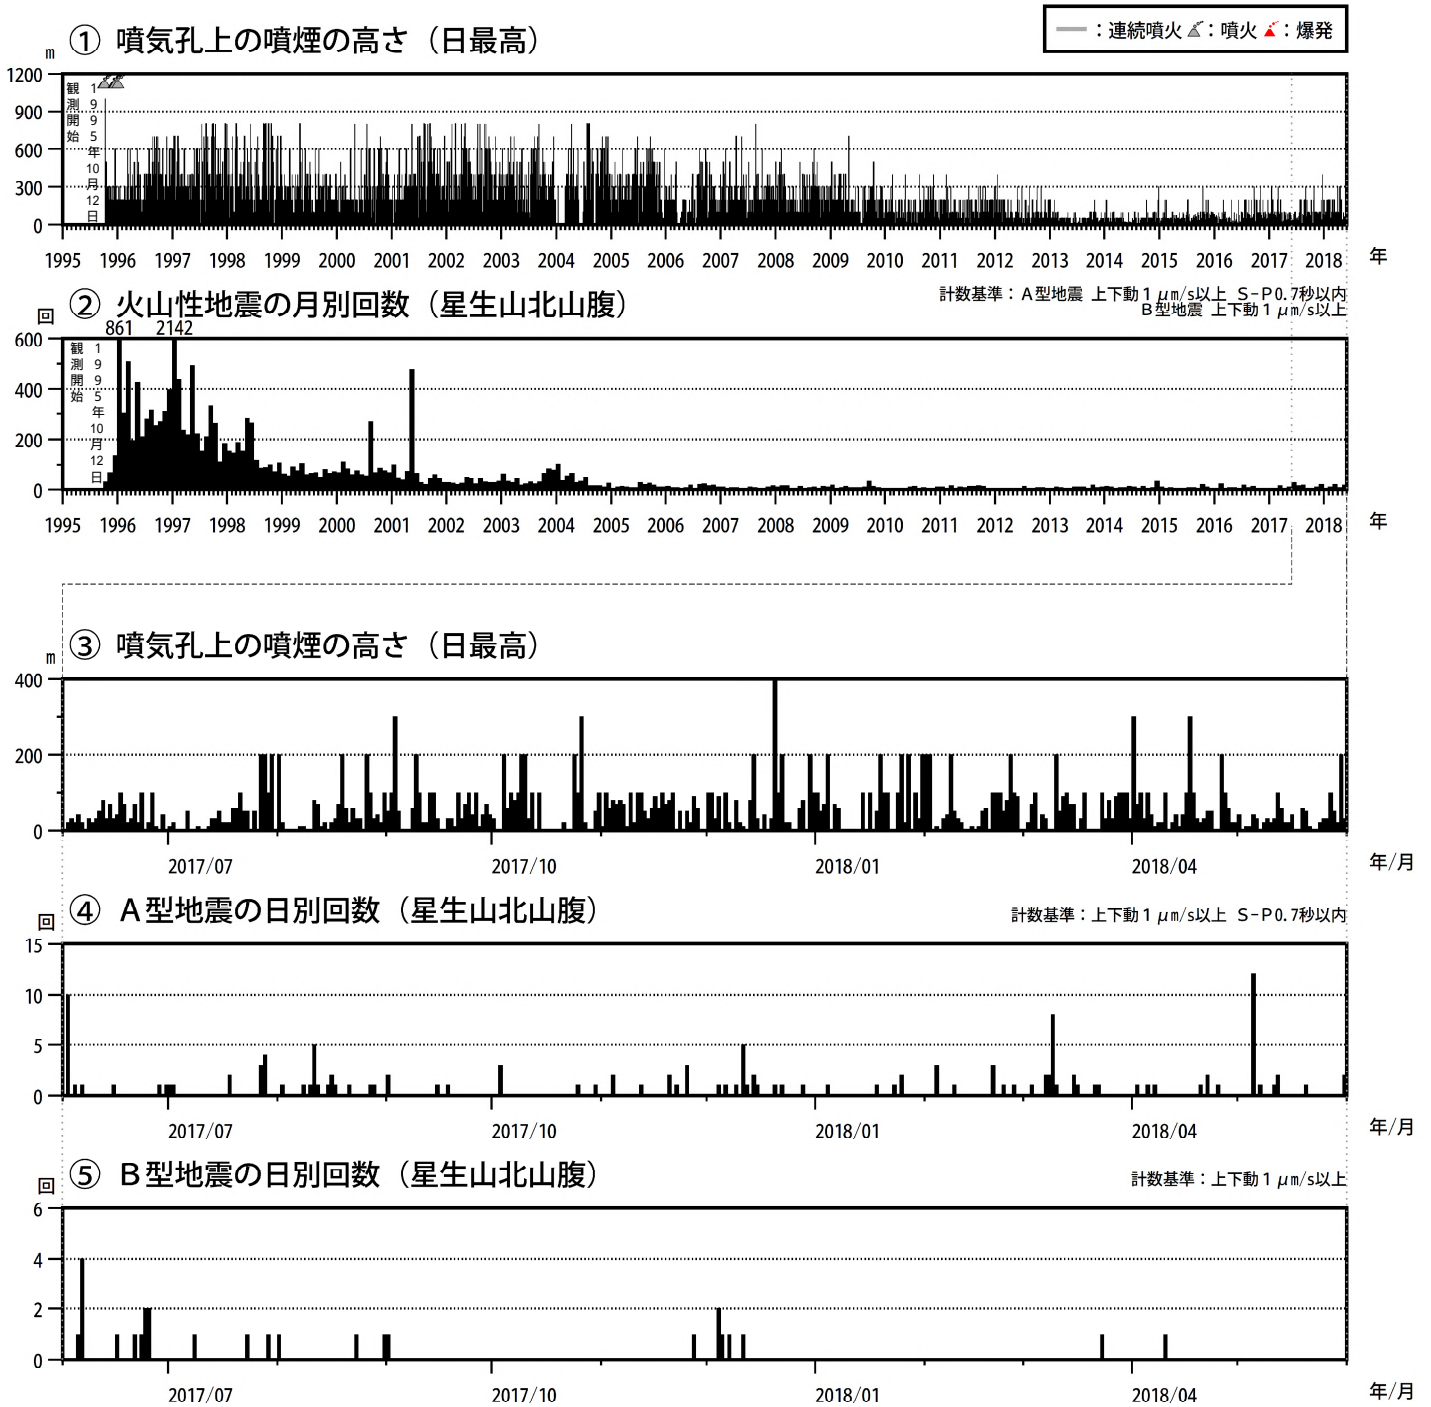 ① 噴気孔上の噴煙の高さ（日最高）
：連続噴火 ：噴火 ：爆発
m
1200
900
600
300
0
観測開始
1995年10月12日
1995 1996 1997 1998 1999 2000 2001 2002 2003 2004 2005 2006 2007 2008 2009 2010 2011 2012 2013 2014 2015 2016 2017 2018 年
② 火山性地震の月別回数（星生山北山腹）
計数基準：Ａ型地震 上下動１μm/s以上 Ｓ−Ｐ0.7秒以内
Ｂ型地震 上下動１μm/s以上
回
861 2142
600
400
200
0
観測開始
1995年10月12日
1995 1996 1997 1998 1999 2000 2001 2002 2003 2004 2005 2006 2007 2008 2009 2010 2011 2012 2013 2014 2015 2016 2017 2018 年
③ 噴気孔上の噴煙の高さ（日最高）
m
400
200
0
2017/07 2017/10 2018/01 2018/04 年/月
④ Ａ型地震の日別回数（星生山北山腹）
計数基準：上下動１μm/s以上 Ｓ−Ｐ0.7秒以内
回
15
10
5
0
2017/07 2017/10 2018/01 2018/04 年/月
⑤ Ｂ型地震の日別回数（星生山北山腹）
計数基準：上下動１μm/s以上
回
6
4
2
0
2017/07 2017/10 2018/01 2018/04 年/月